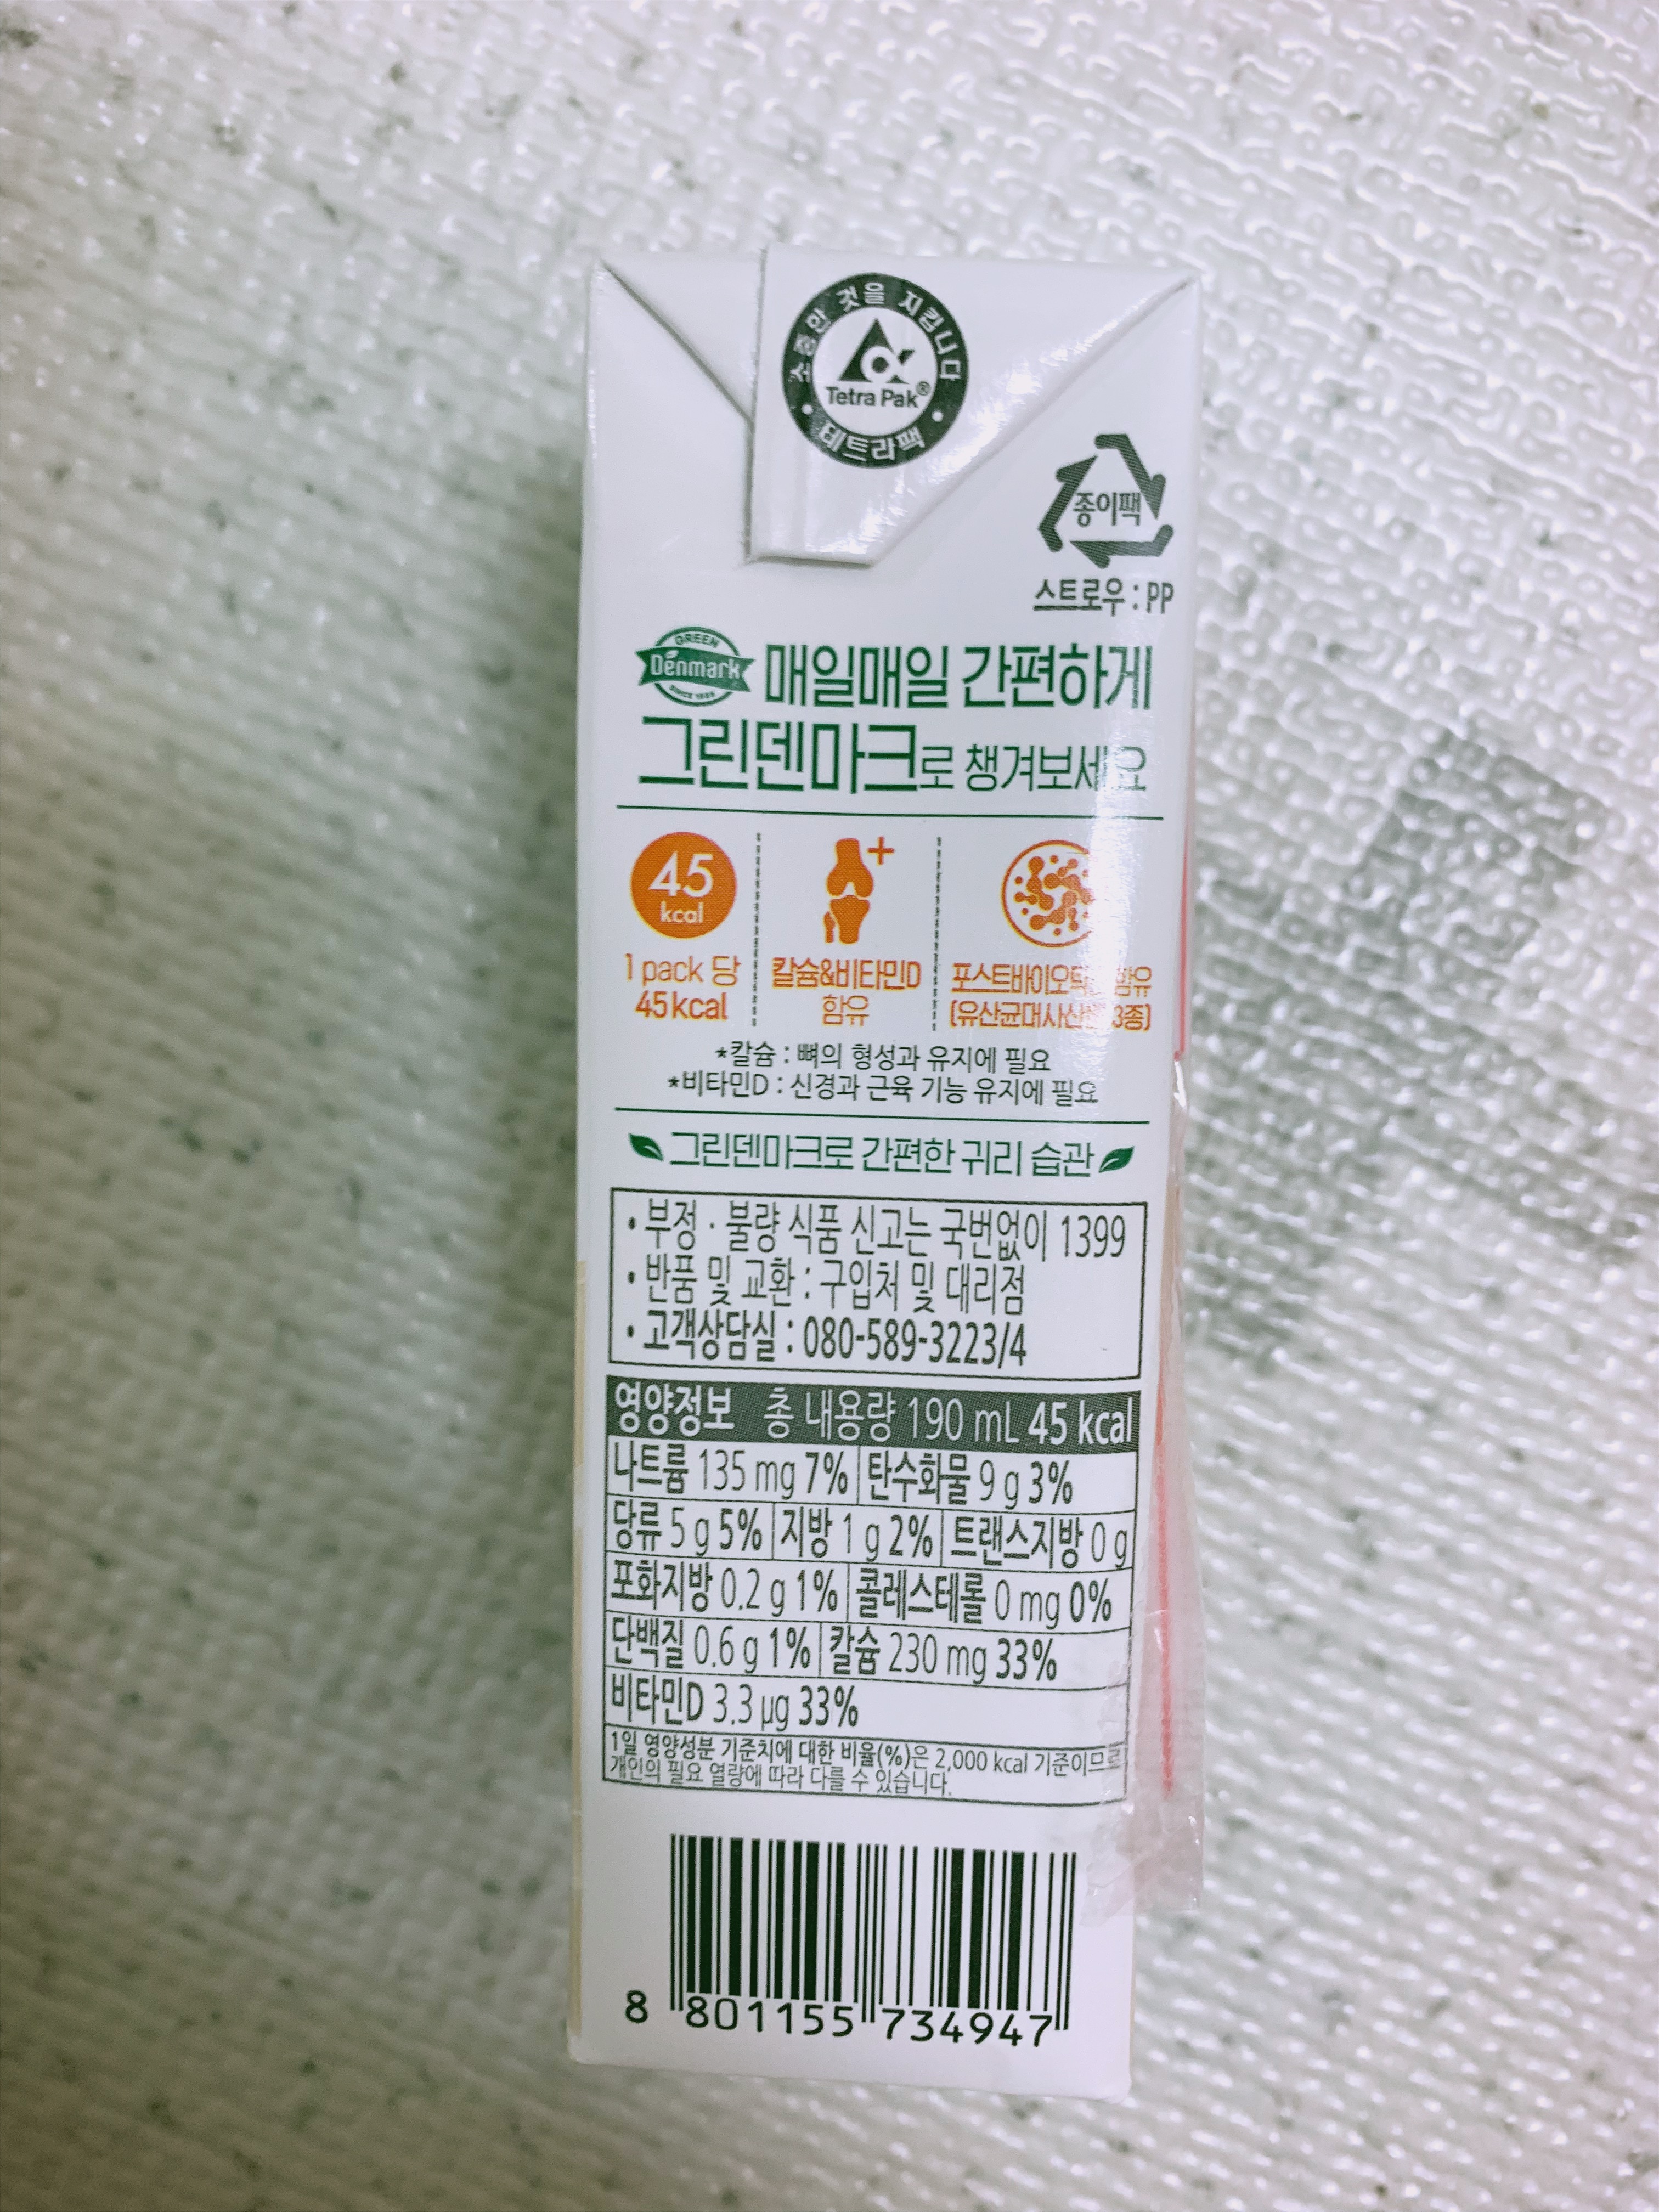 소중한 것을 지킵니다
Tetra Pak®
테트라팩
종이팩
스트로우 : PP
GREEN
Denmark
SINCE 1985
매일매일 간편하게
그린덴마크로 챙겨보세요
45
kcal
1 pack 당
45 kcal
칼슘&비타민D
함유
포스트바이오틱 함유
(유산균대사산 3종)
*칼슘 : 뼈의 형성과 유지에 필요
*비타민D : 신경과 근육 기능 유지에 필요
그린덴마크로 간편한 귀리 습관
• 부정 · 불량 식품 신고는 국번없이 1399
• 반품 및 교환 : 구입처 및 대리점
• 고객상담실 : 080-589-3223/4
영양정보 총 내용량 190 mL 45 kcal
나트륨 135 mg 7% 탄수화물 9 g 3%
당류 5 g 5% 지방 1 g 2% 트랜스지방 0 g
포화지방 0.2 g 1% 콜레스테롤 0 mg 0%
단백질 0.6 g 1% 칼슘 230 mg 33%
비타민D 3.3 µg 33%
1일 영양성분 기준치에 대한 비율(%)은 2,000 kcal 기준이므로
개인의 필요 열량에 따라 다를 수 있습니다.
8 801155 734947